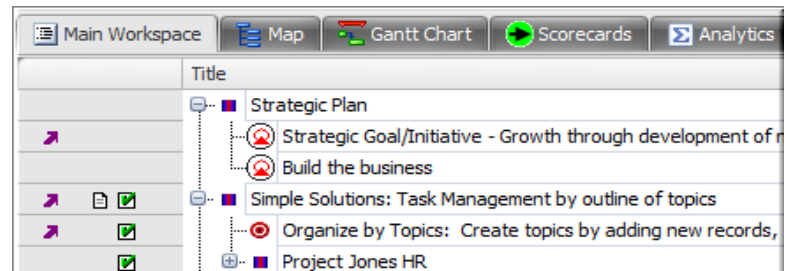 Main Workspace Map Gantt Chart Scorecards Analytics
Title
Strategic Plan
Strategic Goal/Initiative - Growth through development of
Build the business
Simple Solutions: Task Management by outline of topics
Organize by Topics: Create topics by adding new records,
Project Jones HR